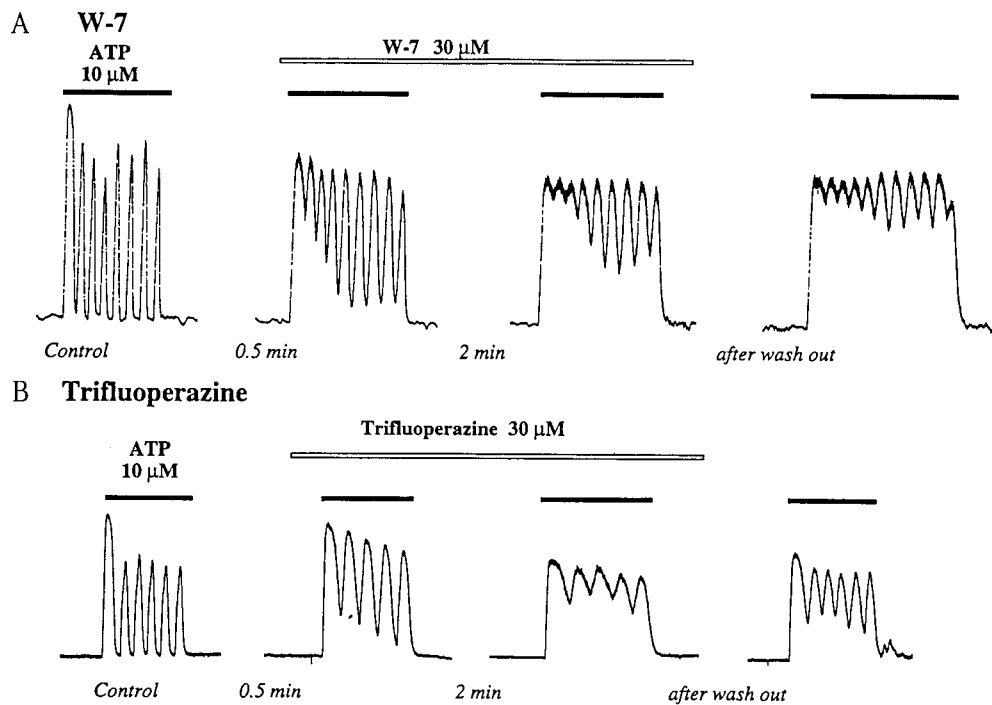 A W-7
ATP
10 µM
W-7 30 µM
Control
0.5 min
2 min
after wash out
B Trifluoperazine
ATP
10 µM
Trifluoperazine 30 µM
Control
0.5 min
2 min
after wash out